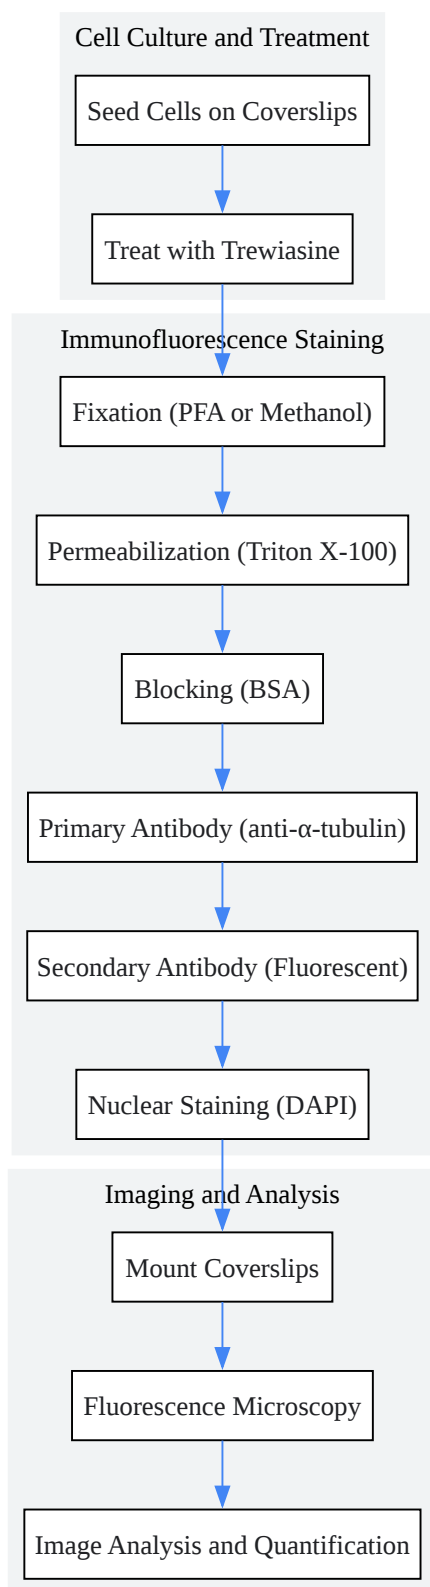 Cell Culture and Treatment
Seed Cells on Coverslips
Treat with Trewiasine
Immunofluorescence Staining
Fixation (PFA or Methanol)
Permeabilization (Triton X-100)
Blocking (BSA)
Primary Antibody (anti-α-tubulin)
Secondary Antibody (Fluorescent)
Nuclear Staining (DAPI)
Imaging and Analysis
Mount Coverslips
Fluorescence Microscopy
Image Analysis and Quantification